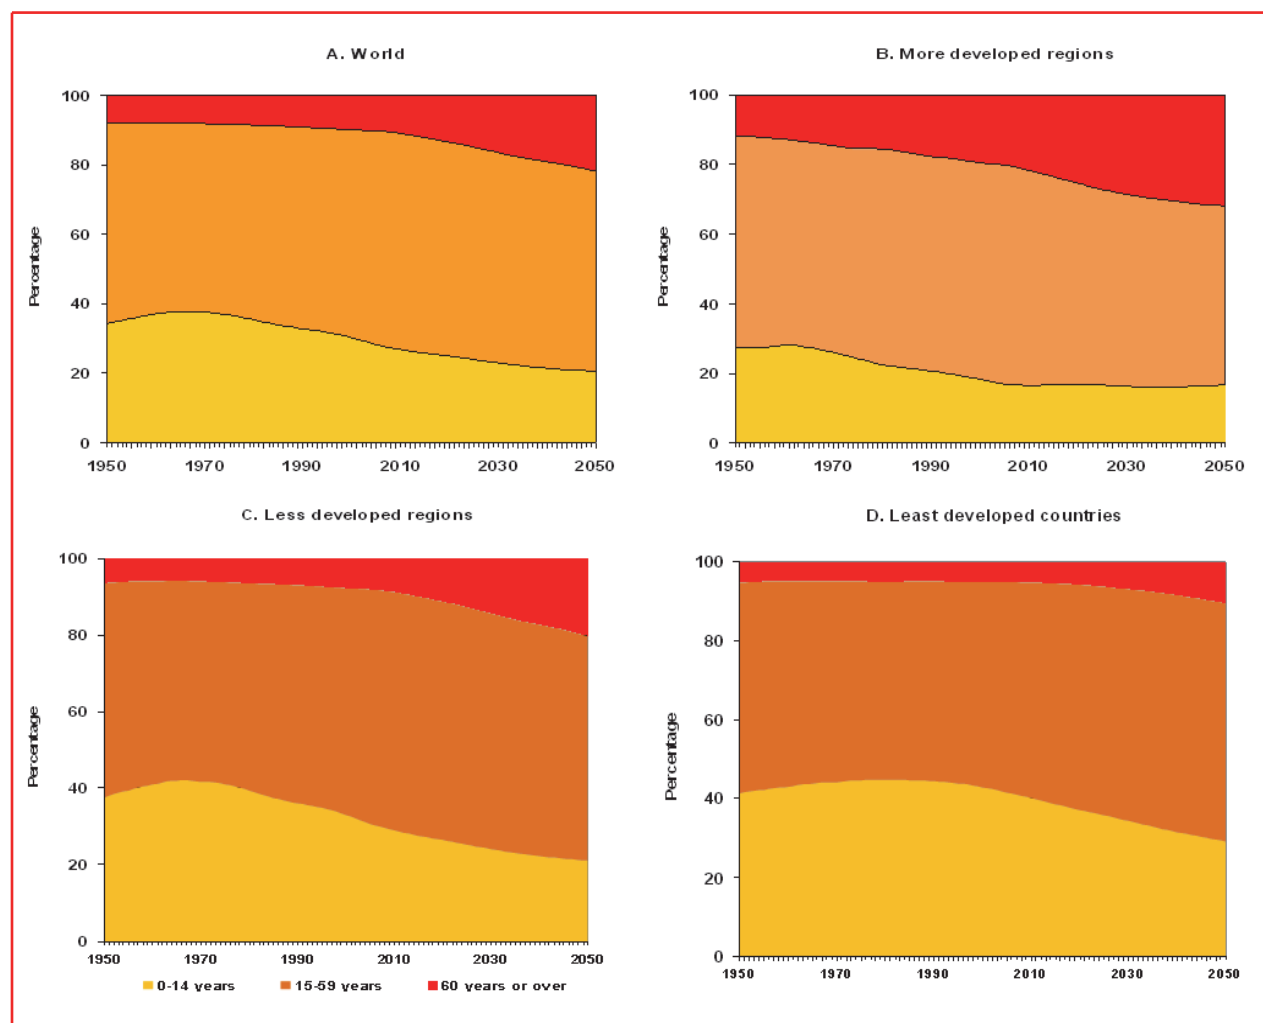 A. World
Percentage
100
80
60
40
20
0
1950 1970 1990 2010 2030 2050
B. More developed regions
Percentage
100
80
60
40
20
0
1950 1970 1990 2010 2030 2050
C. Less developed regions
Percentage
100
80
60
40
20
0
1950 1970 1990 2010 2030 2050
D. Least developed countries
Percentage
100
80
60
40
20
0
1950 1970 1990 2010 2030 2050
0-14 years 15-59 years 60 years or over